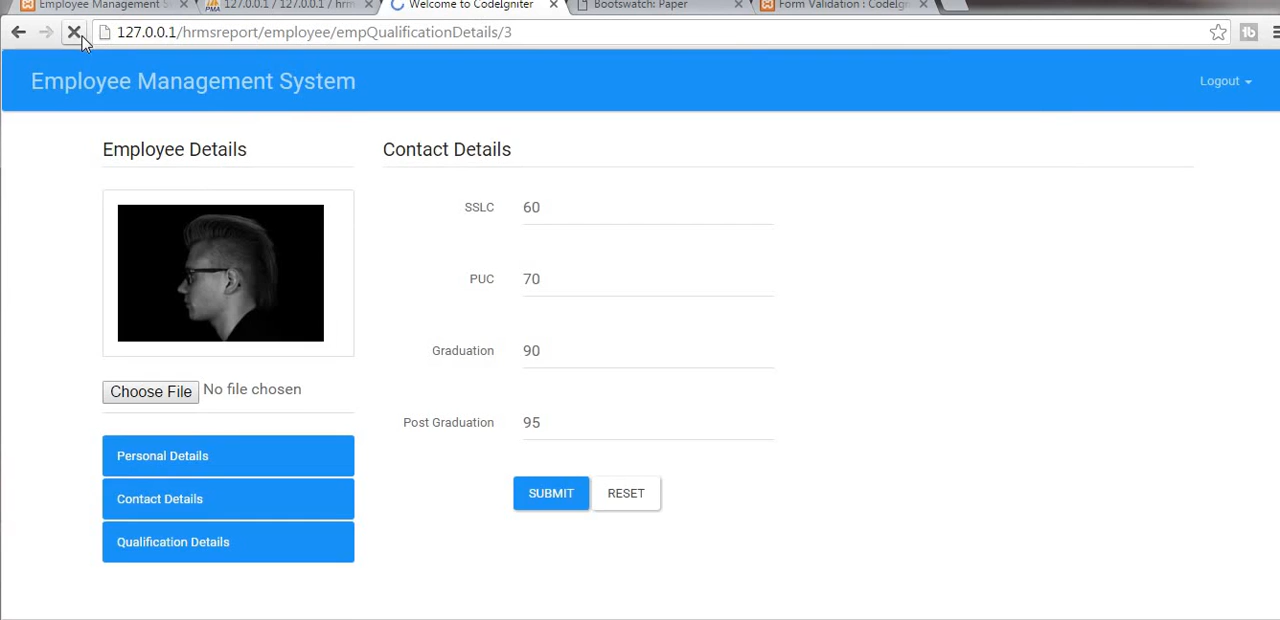 Employee Management S
127.0.0.1 / 127.0.0.1 / hrm
Welcome to CodeIgniter
Bootswatch: Paper
Form Validation : CodeIgn
127.0.0.1/hrmsreport/employee/empQualificationDetails/3
Employee Management System
Logout
Employee Details
Contact Details
SSLC 60
PUC 70
Graduation 90
Post Graduation 95
Choose File No file chosen
SUBMIT RESET
Personal Details
Contact Details
Qualification Details